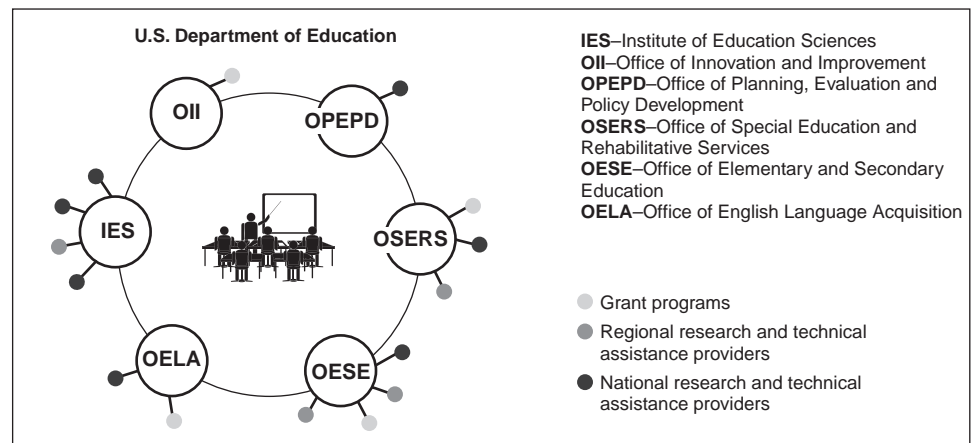 U.S. Department of Education
OII
OPEPD
IES
OSERS
OELA
OESE
IES–Institute of Education Sciences
OII–Office of Innovation and Improvement
OPEPD–Office of Planning, Evaluation and
Policy Development
OSERS–Office of Special Education and
Rehabilitative Services
OESE–Office of Elementary and Secondary
Education
OELA–Office of English Language Acquisition
Grant programs
Regional research and technical
assistance providers
National research and technical
assistance providers